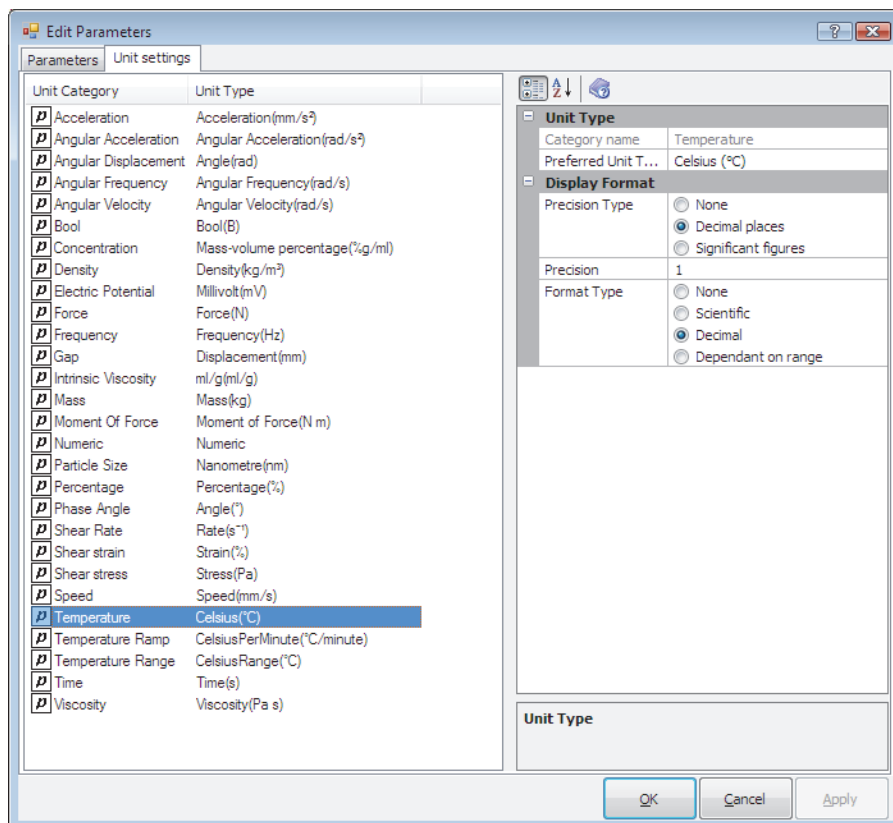 Edit Parameters
Parameters Unit settings
Unit Category Unit Type
p Acceleration Acceleration(mm/s²)
p Angular Acceleration Angular Acceleration(rad/s²)
p Angular Displacement Angle(rad)
p Angular Frequency Angular Frequency(rad/s)
p Angular Velocity Angular Velocity(rad/s)
p Bool Bool(B)
p Concentration Mass-volume percentage(%g/ml)
p Density Density(kg/m³)
p Electric Potential Millivolt(mV)
p Force Force(N)
p Frequency Frequency(Hz)
p Gap Displacement(mm)
p Intrinsic Viscosity ml/g(ml/g)
p Mass Mass(kg)
p Moment Of Force Moment of Force(N m)
p Numeric Numeric
p Particle Size Nanometre(nm)
p Percentage Percentage(%)
p Phase Angle Angle(°)
p Shear Rate Rate(s⁻¹)
p Shear strain Strain(%)
p Shear stress Stress(Pa)
p Speed Speed(mm/s)
p Temperature Celsius(°C)
p Temperature Ramp CelsiusPerMinute(°C/minute)
p Temperature Range CelsiusRange(°C)
p Time Time(s)
p Viscosity Viscosity(Pa s)
Unit Type
Category name Temperature
Preferred Unit T... Celsius (°C)
Display Format
Precision Type None
Decimal places
Significant figures
Precision 1
Format Type None
Scientific
Decimal
Dependant on range
Unit Type
OK Cancel Apply